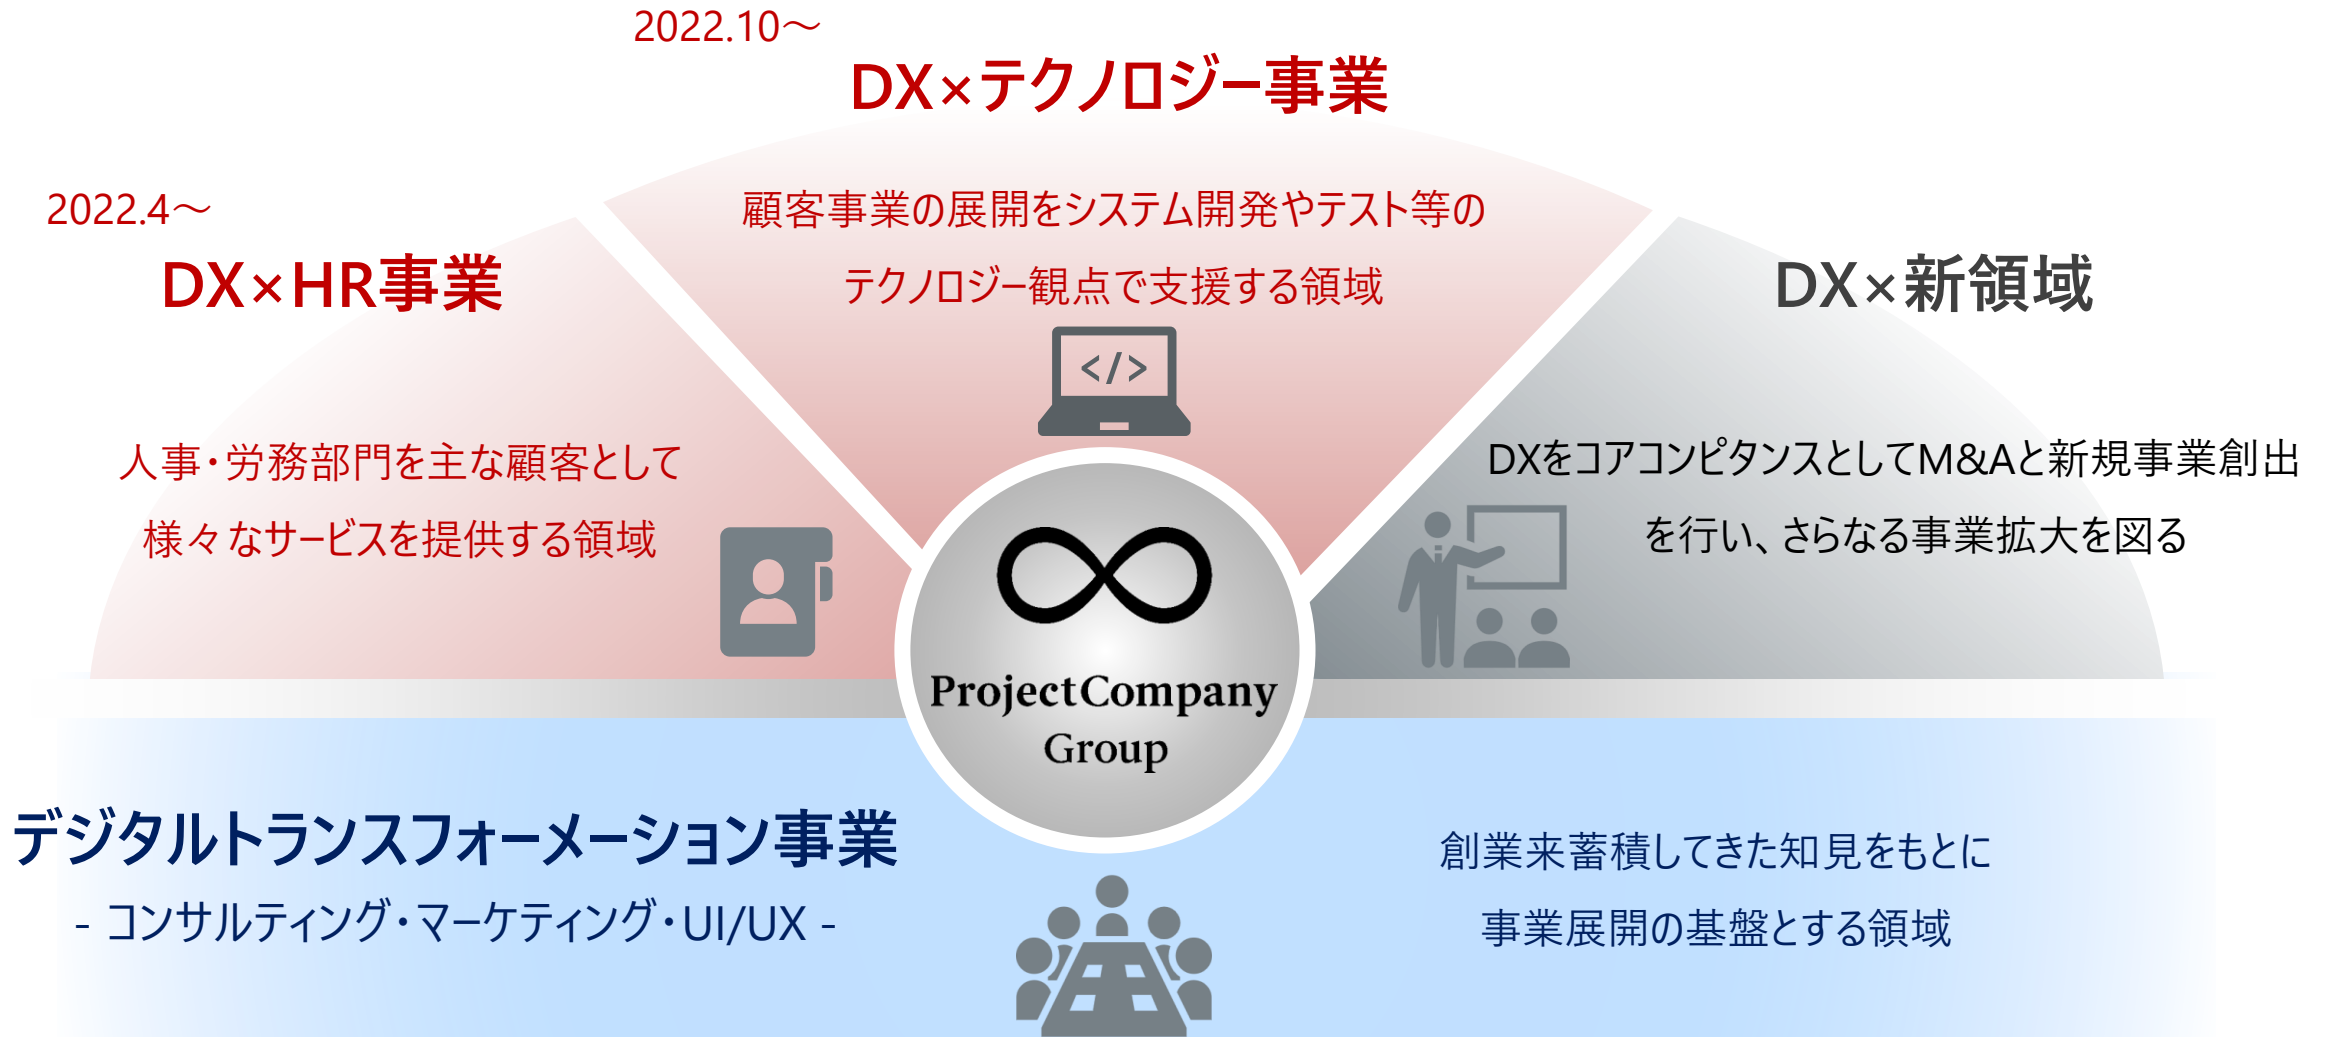 2022.10～
DX×テクノロジー事業
顧客事業の展開をシステム開発やテスト等の
テクノロジー観点で支援する領域
</>
2022.4～
DX×HR事業
人事・労務部門を主な顧客として
様々なサービスを提供する領域
DX×新領域
DXをコアコンピタンスとしてM&Aと新規事業創出
を行い、さらなる事業拡大を図る
ProjectCompany
Group
デジタルトランスフォーメーション事業
- コンサルティング・マーケティング・UI/UX -
創業来蓄積してきた知見をもとに
事業展開の基盤とする領域